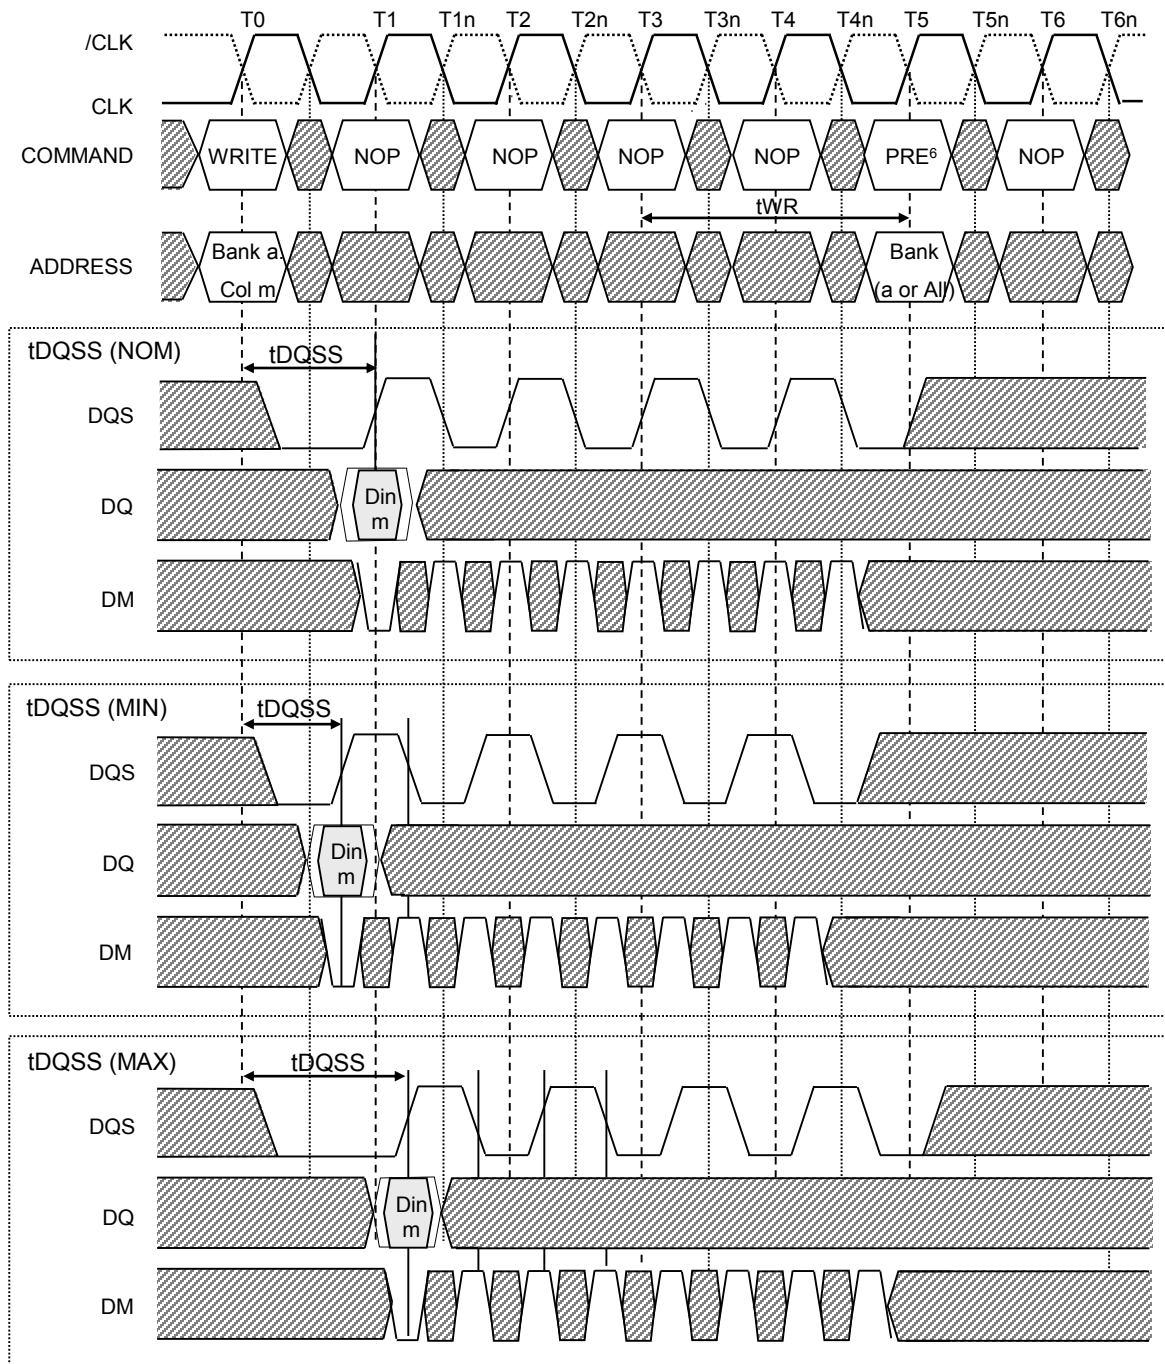 T0 T1 T1n T2 T2n T3 T3n T4 T4n T5 T5n T6 T6n
/CLK
CLK
COMMAND WRITE NOP NOP NOP NOP PRE6 NOP
tWR
ADDRESS
Bank a.
Col m
Bank
(a or All)
tDQSS (NOM)
tDQSS
DQS
DQ
Din
m
DM
tDQSS (MIN)
tDQSS
DQS
DQ
Din
m
DM
tDQSS (MAX)
tDQSS
DQS
DQ
Din
m
DM